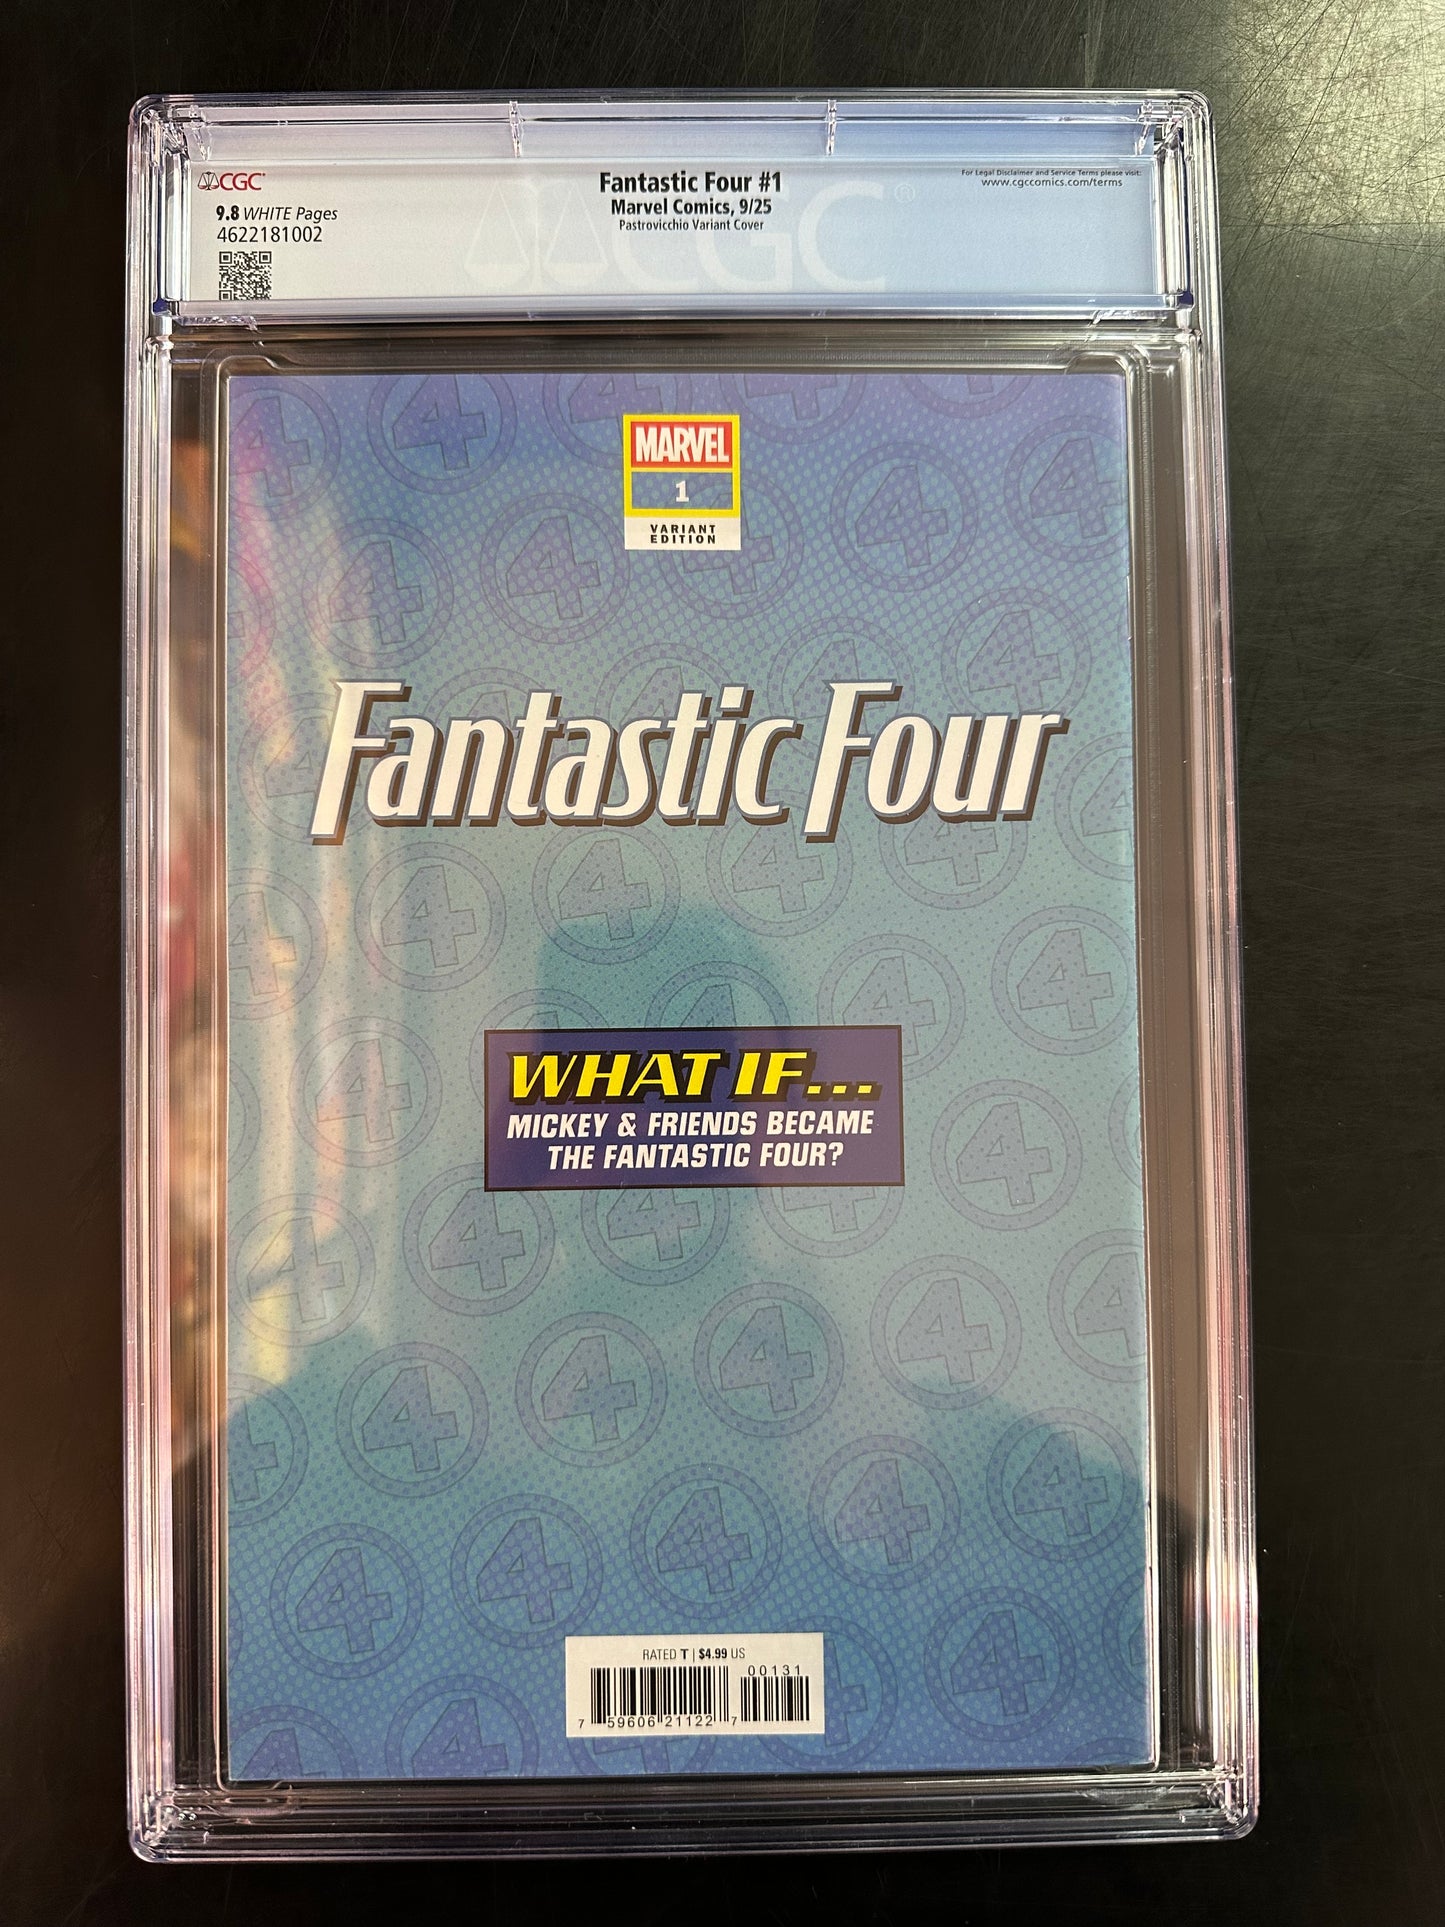 CGC
Fantastic Four #1
For Legal Disclaimer and Service Terms please visit:
www.cgccomics.com/terms
9.8 WHITE Pages
Marvel Comics, 9/25
4622181002
Pastrovicchio Variant Cover
CGC
MARVEL
1
VARIANT
EDITION
Fantastic Four
WHAT IF...
MICKEY & FRIENDS BECAME
THE FANTASTIC FOUR?
RATED T | $4.99 US
00131
7 59606 21122 7